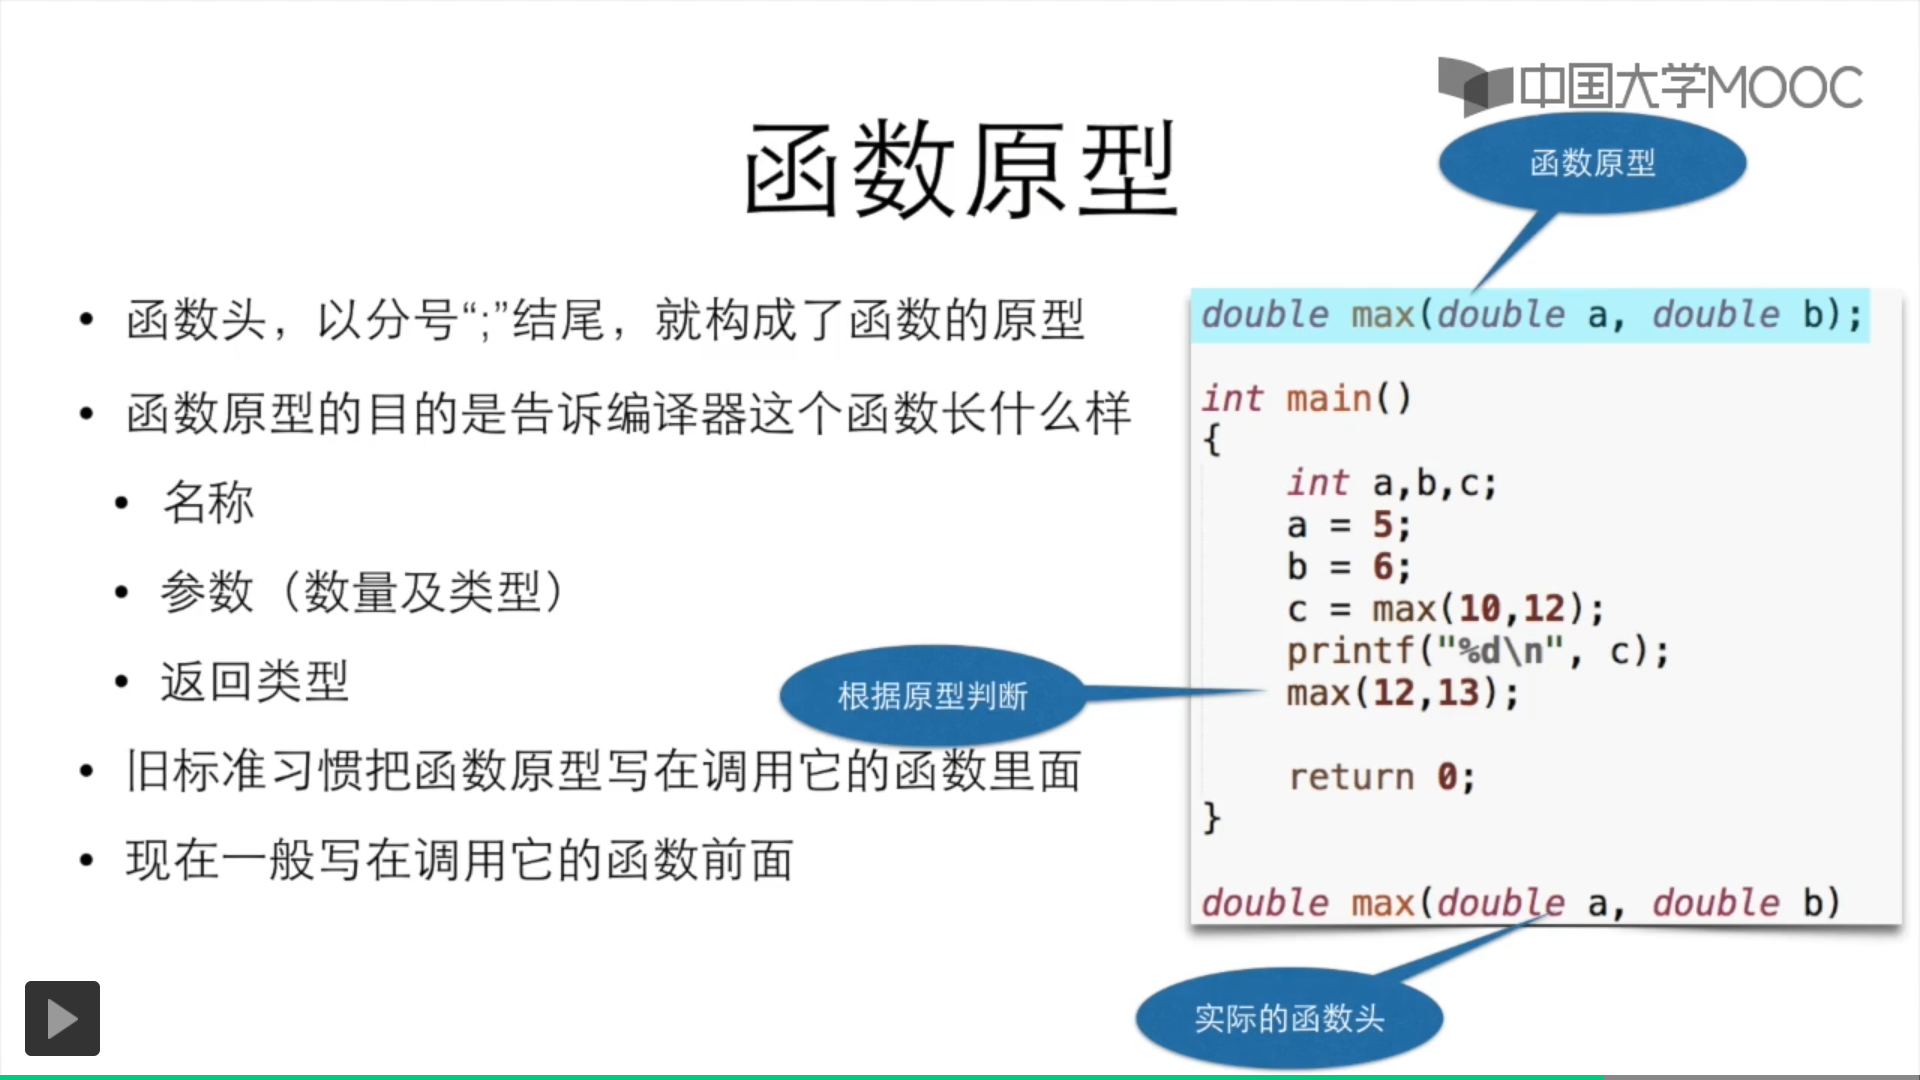 中国大学MOOC
函数原型
函数原型
• 函数头，以分号“;”结尾，就构成了函数的原型
• 函数原型的目的是告诉编译器这个函数长什么样
• 名称
• 参数（数量及类型）
• 返回类型
• 旧标准习惯把函数原型写在调用它的函数里面
• 现在一般写在调用它的函数前面
double max(double a, double b);
int main()
{
int a,b,c;
a = 5;
b = 6;
c = max(10,12);
printf("%d\n", c);
max(12,13);
return 0;
}
double max(double a, double b)
根据原型判断
实际的函数头